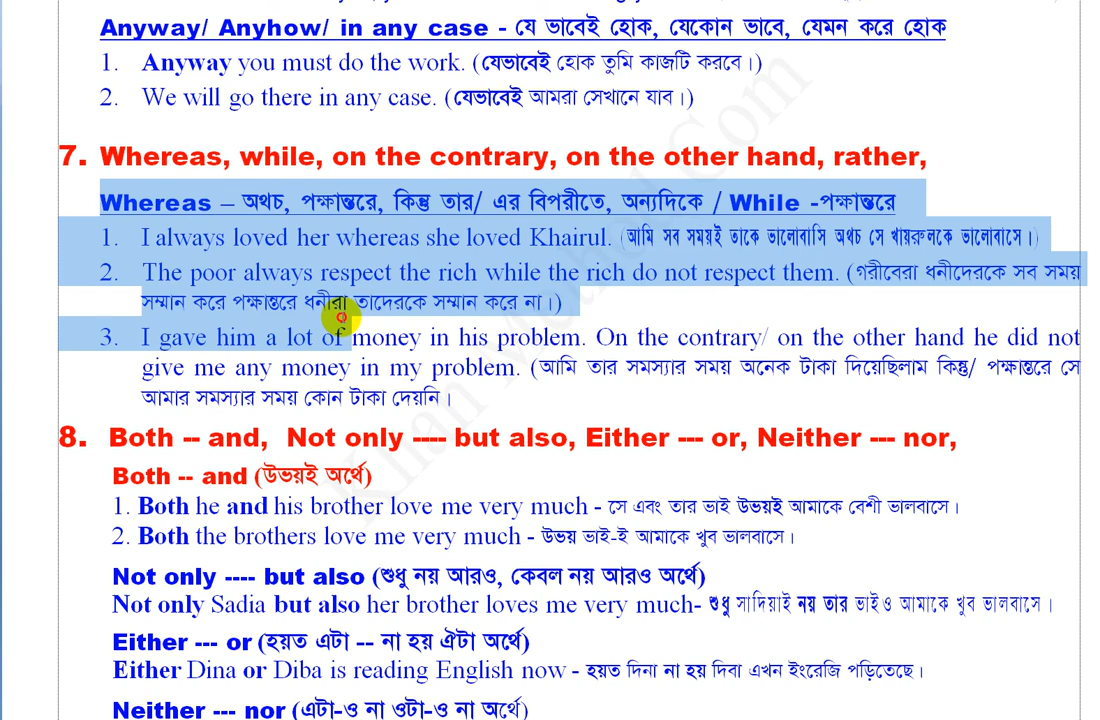 Anyway/ Anyhow/ in any case - যে ভাবেই হোক, যেকোন ভাবে, যেমন করে হোক
1. Anyway you must do the work. (যেভাবেই হোক তুমি কাজটি করবে।)
2. We will go there in any case. (যেভাবেই আমরা সেখানে যাব।)
7. Whereas, while, on the contrary, on the other hand, rather,
Whereas – অথচ, পক্ষান্তরে, কিন্তু তার/ এর বিপরীতে, অন্যদিকে / While -পক্ষান্তরে
1. I always loved her whereas she loved Khairul. (আমি সব সময়ই তাকে ভালোবাসি অথচ সে খায়রুলকে ভালোবাসে।)
2. The poor always respect the rich while the rich do not respect them. (গরীবেরা ধনীদেরকে সব সময়
সম্মান করে পক্ষান্তরে ধনীরা তাদেরকে সম্মান করে না।)
3. I gave him a lot of money in his problem. On the contrary/ on the other hand he did not
give me any money in my problem. (আমি তার সমস্যার সময় অনেক টাকা দিয়েছিলাম কিন্তু/ পক্ষান্তরে সে
আমার সমস্যার সময় কোন টাকা দেয়নি।
8. Both -- and, Not only ---- but also, Either --- or, Neither --- nor,
Both -- and (উভয়ই অর্থে)
1. Both he and his brother love me very much - সে এবং তার ভাই উভয়ই আমাকে বেশী ভালবাসে।
2. Both the brothers love me very much - উভয় ভাই-ই আমাকে খুব ভালবাসে।
Not only ---- but also (শুধু নয় আরও, কেবল নয় আরও অর্থে)
Not only Sadia but also her brother loves me very much- শুধু সাদিয়াই নয় তার ভাইও আমাকে খুব ভালবাসে।
Either --- or (হয়ত এটা -- না হয় ঐটা অর্থে)
Either Dina or Diba is reading English now - হয়ত দিনা না হয় দিবা এখন ইংরেজি পড়িতেছে।
Neither --- nor (এটা-ও না ওটা-ও না অর্থে)